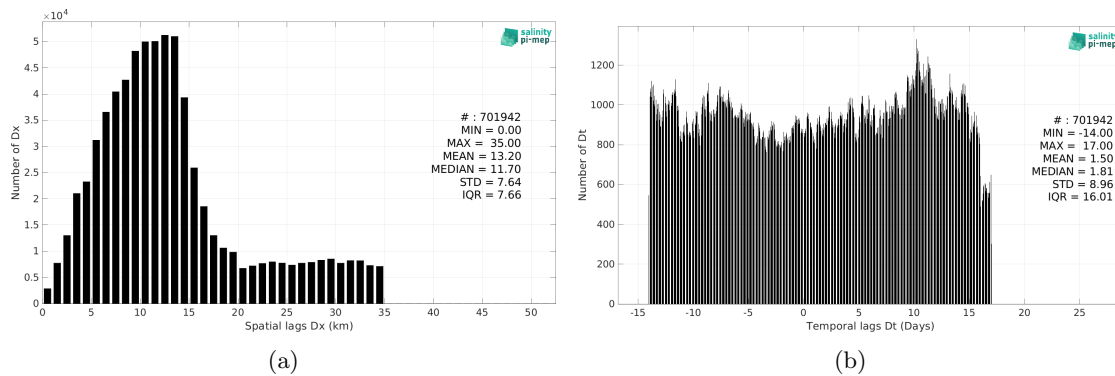 ×10⁴
5
4.5
4
3.5
3
2.5
2
1.5
1
0.5
0
Number of Dx
0 5 10 15 20 25 30 35 40 45 50
Spatial lags Dx (km)
salinity
pi-mep
# : 701942
MIN = 0.00
MAX = 35.00
MEAN = 13.20
MEDIAN = 11.70
STD = 7.64
IQR = 7.66
(a)
1200
1000
800
600
400
200
0
Number of Dt
-15 -10 -5 0 5 10 15 20 25
Temporal lags Dt (Days)
salinity
pi-mep
# : 701942
MIN = -14.00
MAX = 17.00
MEAN = 1.50
MEDIAN = 1.81
STD = 8.96
IQR = 16.01
(b)